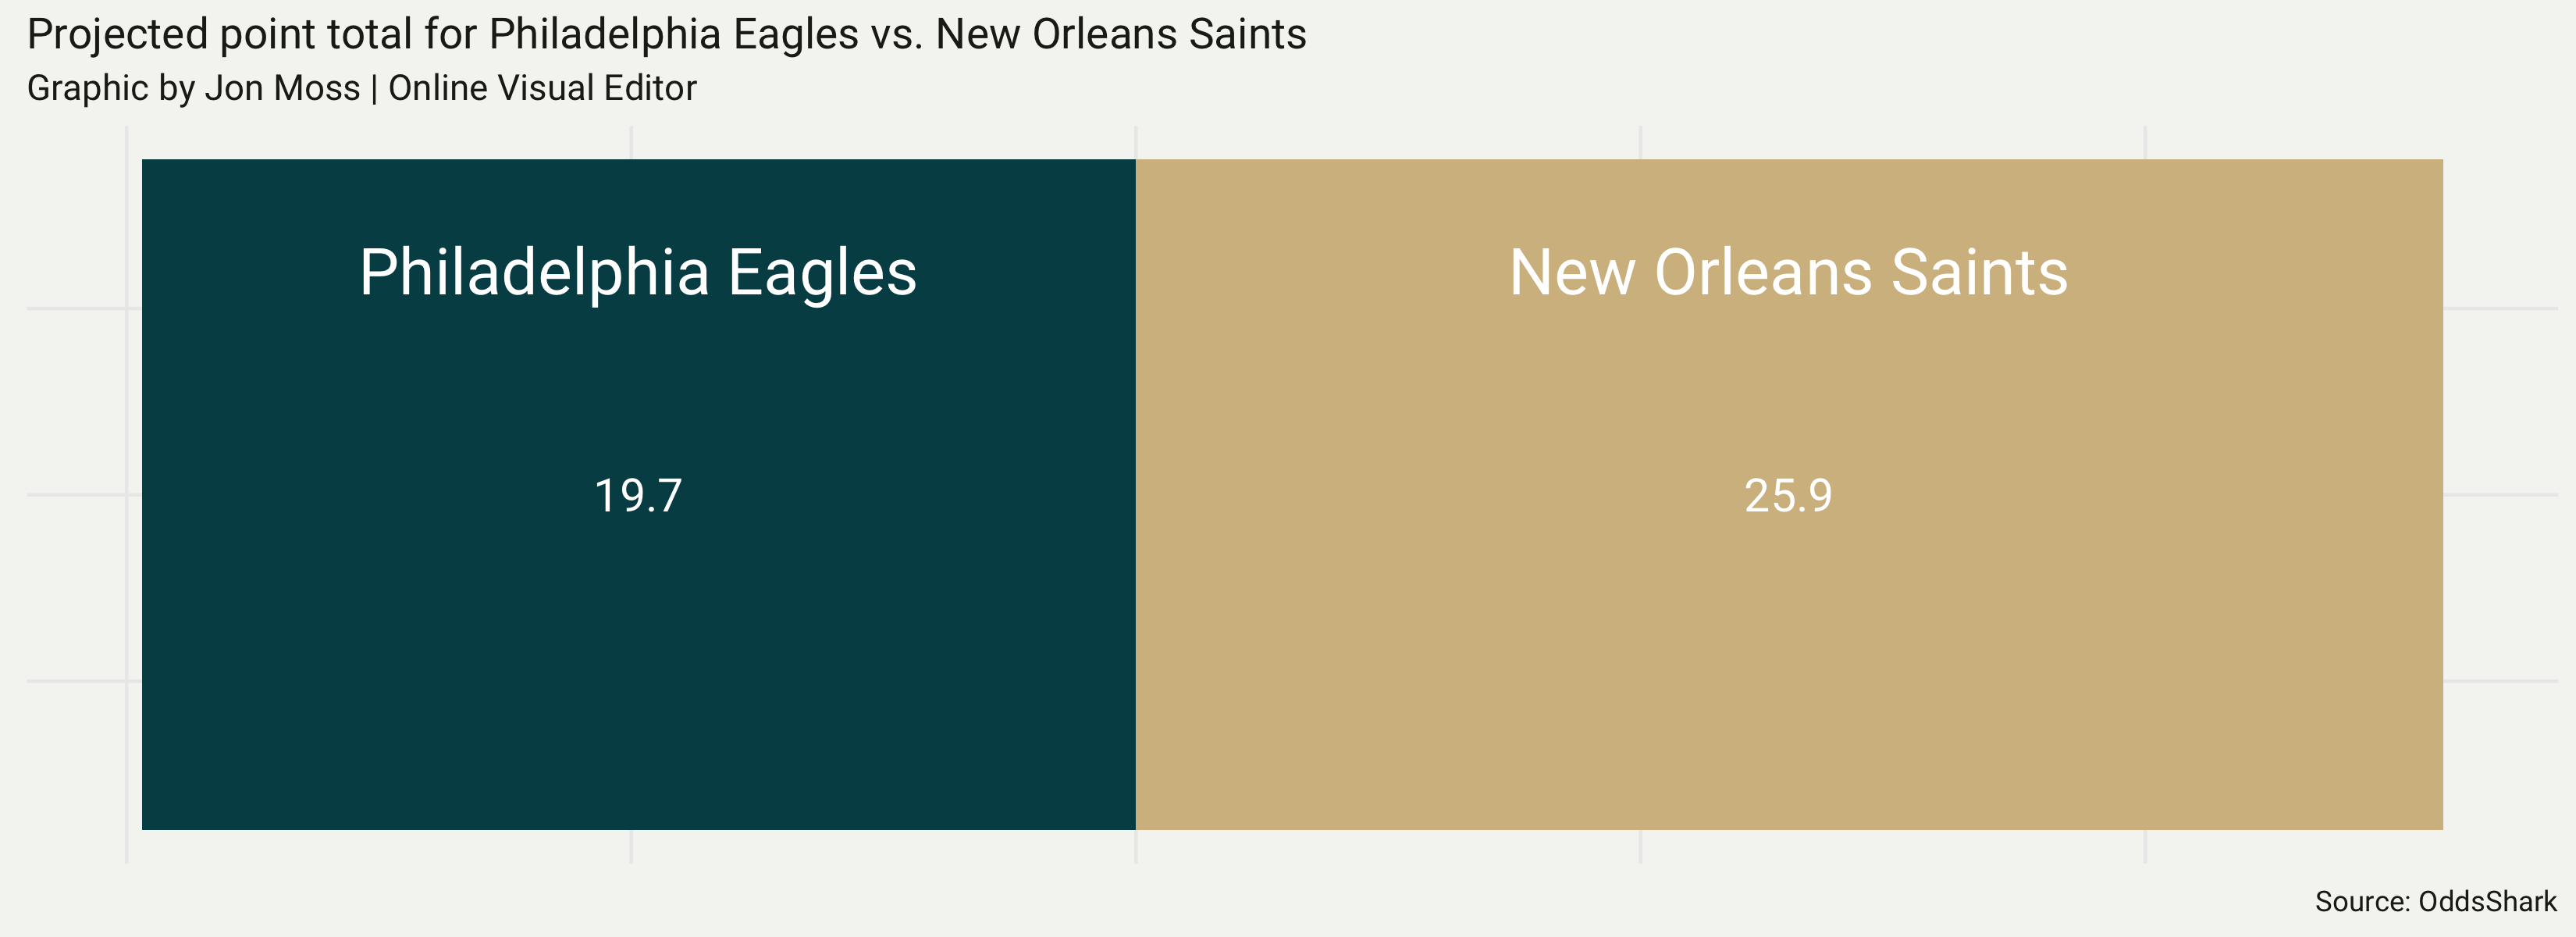 Projected point total for Philadelphia Eagles vs. New Orleans Saints
Graphic by Jon Moss | Online Visual Editor
Philadelphia Eagles
New Orleans Saints
19.7
25.9
Source: OddsShark